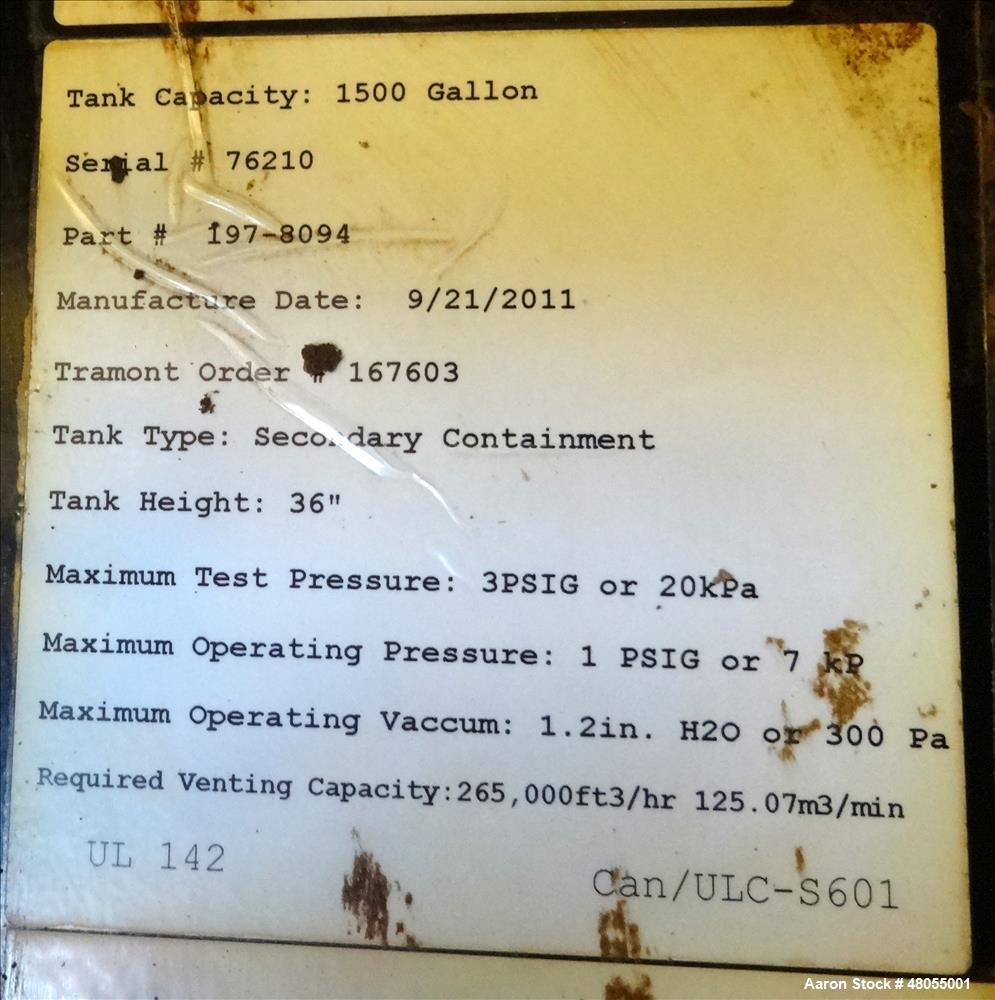 Tank Capacity: 1500 Gallon
Serial # 76210
Part # 197-8094
Manufacture Date: 9/21/2011
Tramont Order # 167603
Tank Type: Secondary Containment
Tank Height: 36"
Maximum Test Pressure: 3PSIG or 20kPa
Maximum Operating Pressure: 1 PSIG or 7 kP
Maximum Operating Vaccum: 1.2in. H2O or 300 Pa
Required Venting Capacity:265,000ft3/hr 125.07m3/min
UL 142
Can/ULC-S601
Aaron Stock # 48055001